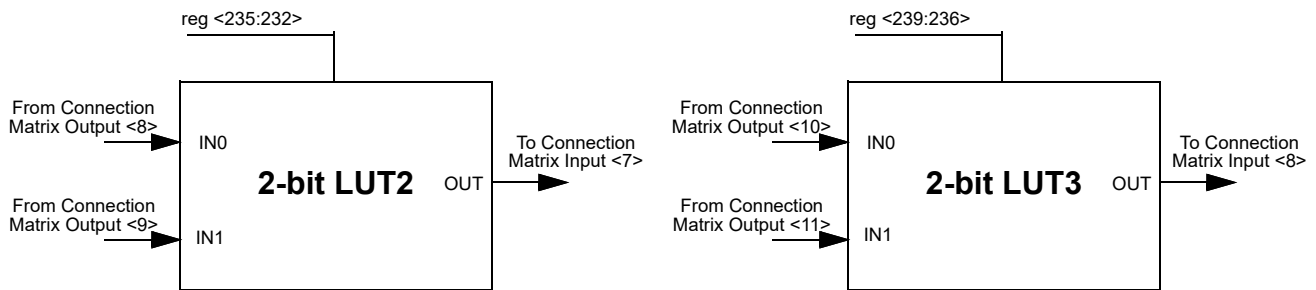 reg <235:232>
From Connection
Matrix Output <8>
IN0
2-bit LUT2
OUT
To Connection
Matrix Input <7>
From Connection
Matrix Output <9>
IN1
reg <239:236>
From Connection
Matrix Output <10>
IN0
2-bit LUT3
OUT
To Connection
Matrix Input <8>
From Connection
Matrix Output <11>
IN1